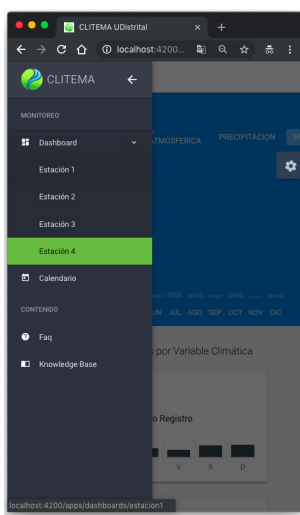 CLITEMA UDistrital
localhost:4200...
CLITEMA
MONITOREO
Dashboard
ATMOSFERICA PRECIPITACION
Estación 1
Estación 2
Estación 3
Estación 4
Calendario
CONTENIDO
JUL AGO SEP OCT NOV DIC
Faq
s por Variable Climática
Knowledge Base
o Registro
V S D
localhost:4200/apps/dashboards/estacion1